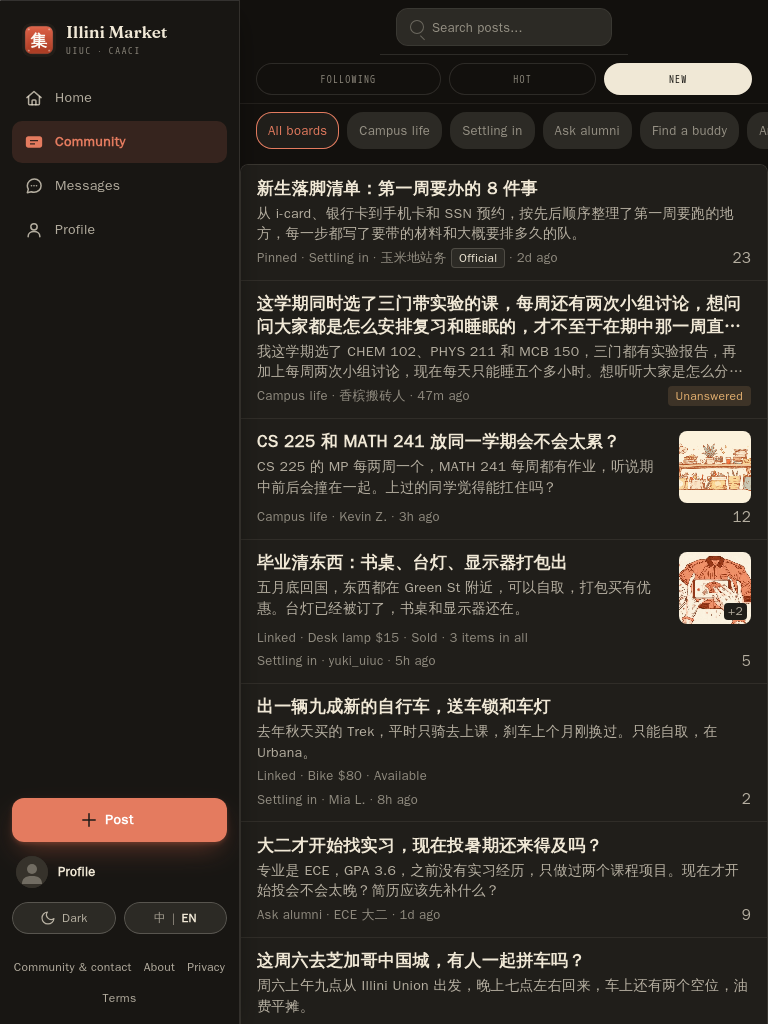 集
Illini Market
UIUC · CAACI
Home
Community
Messages
Profile
Post
Profile
Dark
中 | EN
Community & contact
About
Privacy
Terms
Search posts...
FOLLOWING
HOT
NEW
All boards
Campus life
Settling in
Ask alumni
Find a buddy
新生落脚清单：第一周要办的 8 件事
从 i-card、银行卡到手机卡和 SSN 预约，按先后顺序整理了第一周要跑的地
方，每一步都写了要带的材料和大概要排多久的队。
Pinned · Settling in · 玉米地站务 Official · 2d ago
23
这学期同时选了三门带实验的课，每周还有两次小组讨论，想问
问大家都是怎么安排复习和睡眠的，才不至于在期中那一周直…
我这学期选了 CHEM 102、PHYS 211 和 MCB 150，三门都有实验报告，再
加上每周两次小组讨论，现在每天只能睡五个多小时。想听听大家是怎么分…
Campus life · 香槟搬砖人 · 47m ago
Unanswered
CS 225 和 MATH 241 放同一学期会不会太累？
CS 225 的 MP 每两周一个，MATH 241 每周都有作业，听说期
中前后会撞在一起。上过的同学觉得能扛住吗？
Campus life · Kevin Z. · 3h ago
12
毕业清东西：书桌、台灯、显示器打包出
五月底回国，东西都在 Green St 附近，可以自取，打包买有优
惠。台灯已经被订了，书桌和显示器还在。
+2
Linked · Desk lamp $15 · Sold · 3 items in all
Settling in · yuki_uiuc · 5h ago
5
出一辆九成新的自行车，送车锁和车灯
去年秋天买的 Trek，平时只骑去上课，刹车上个月刚换过。只能自取，在
Urbana。
Linked · Bike $80 · Available
Settling in · Mia L. · 8h ago
2
大二才开始找实习，现在投暑期还来得及吗？
专业是 ECE，GPA 3.6，之前没有实习经历，只做过两个课程项目。现在才开
始投会不会太晚？简历应该先补什么？
Ask alumni · ECE 大二 · 1d ago
9
这周六去芝加哥中国城，有人一起拼车吗？
周六上午九点从 Illini Union 出发，晚上七点左右回来，车上还有两个空位，油
费平摊。